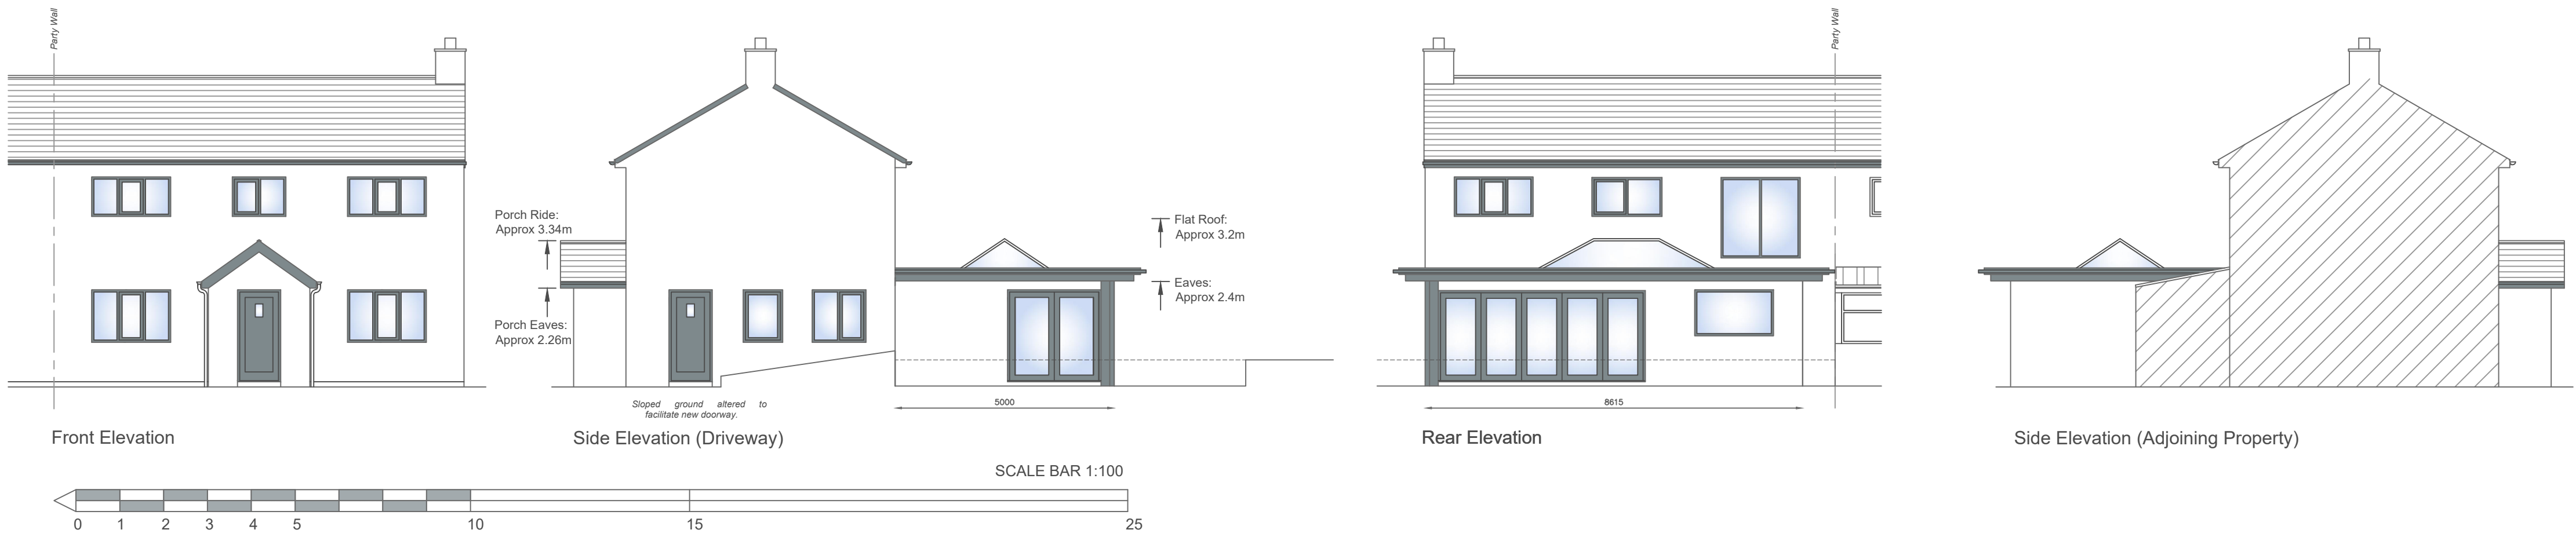 Party Wall
Party Wall
Porch Ride:
Approx 3.34m
Flat Roof:
Approx 3.2m
Eaves:
Approx 2.4m
Porch Eaves:
Approx 2.26m
Sloped ground altered to
facilitate new doorway.
5000
8615
Front Elevation
Side Elevation (Driveway)
Rear Elevation
Side Elevation (Adjoining Property)
SCALE BAR 1:100
0 1 2 3 4 5 10 15 25